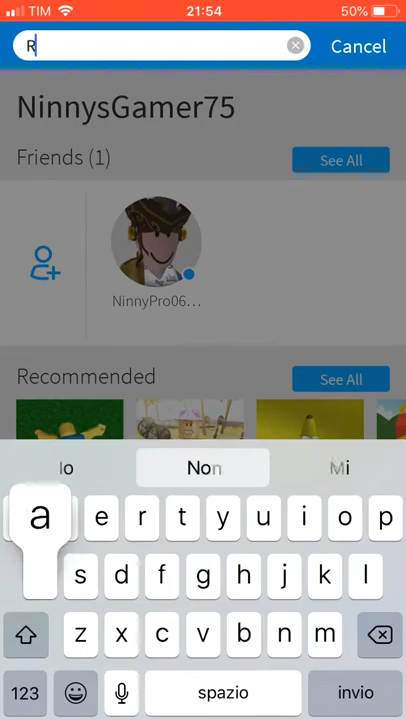 TIM 21:54 50%
R Cancel
NinnysGamer75
Friends (1) See All
NinnyPro06...
Recommended See All
Io Non Mi
a e r t y u i o p
s d f g h j k l
z x c v b n m
123 spazio invio